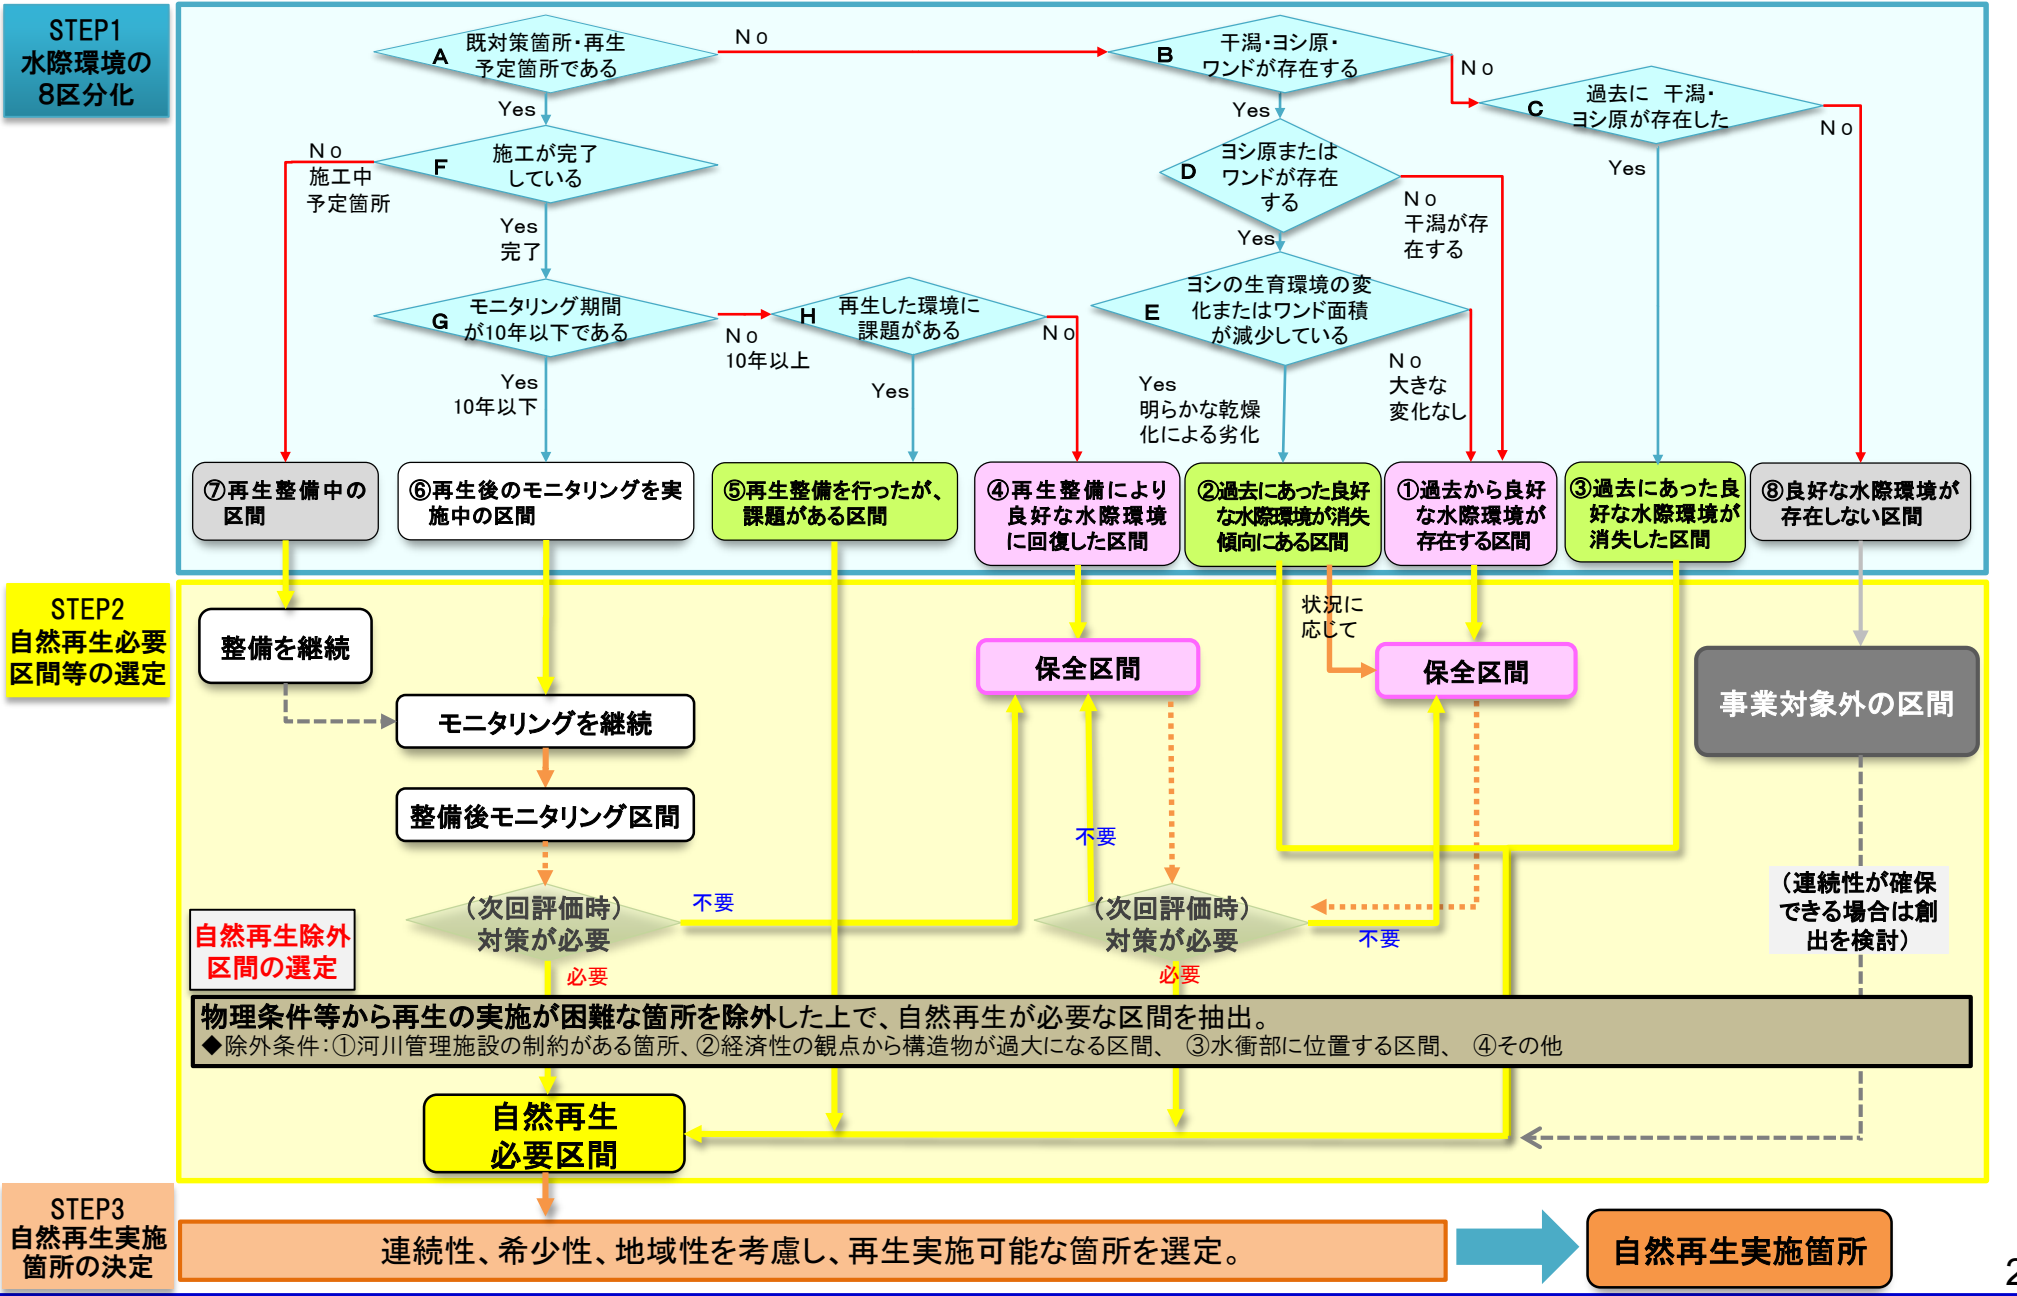 STEP1
水際環境の
8区分化
A
既対策箇所・再生
予定箇所である
No
B
干潟・ヨシ原・
ワンドが存在する
No
C
過去に 干潟・
ヨシ原が存在した
No
Yes
Yes
Yes
F
施工が完了
している
No
施工中
予定箇所
Yes
完了
D
ヨシ原または
ワンドが存在
する
No
干潟が存
在する
Yes
G
モニタリング期間
が10年以下である
No
10年以上
H
再生した環境に
課題がある
No
E
ヨシの生育環境の変
化またはワンド面積
が減少している
Yes
10年以下
Yes
Yes
明らかな乾燥
化による劣化
No
大きな
変化なし
⑦再生整備中の
区間
⑥再生後のモニタリングを実
施中の区間
⑤再生整備を行ったが、
課題がある区間
④再生整備により
良好な水際環境
に回復した区間
②過去にあった良好
な水際環境が消失
傾向にある区間
①過去から良好
な水際環境が
存在する区間
③過去にあった良
好な水際環境が
消失した区間
⑧良好な水際環境が
存在しない区間
STEP2
自然再生必要
区間等の選定
整備を継続
モニタリングを継続
整備後モニタリング区間
保全区間
状況に
応じて
保全区間
事業対象外の区間
不要
(次回評価時)
対策が必要
不要
必要
(次回評価時)
対策が必要
不要
必要
(連続性が確保
できる場合は創
出を検討)
自然再生除外
区間の選定
物理条件等から再生の実施が困難な箇所を除外した上で、自然再生が必要な区間を抽出。
◆除外条件：①河川管理施設の制約がある箇所、②経済性の観点から構造物が過大になる区間、 ③水衝部に位置する区間、 ④その他
自然再生
必要区間
STEP3
自然再生実施
箇所の決定
連続性、希少性、地域性を考慮し、再生実施可能な箇所を選定。
自然再生実施箇所
2